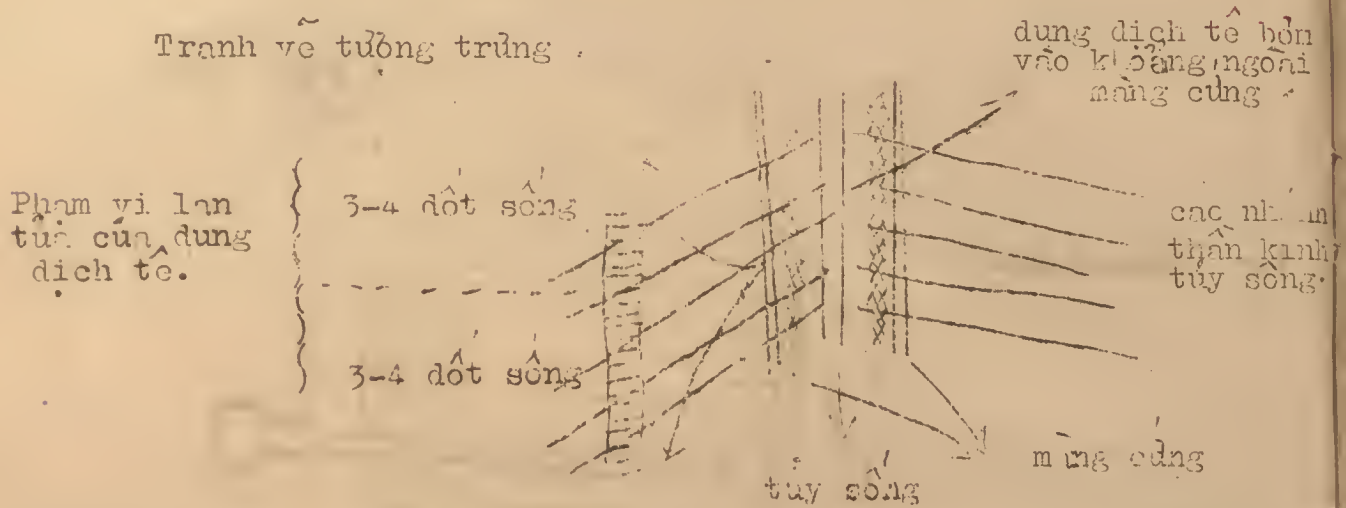 Tranh vẽ tượng trưng.
dung dịch tê bơm
vào khoảng ngoài
màng cứng.
Phạm vi lan
tỏa của dung
dịch tê.
3-4 đốt sống
3-4 đốt sống
các nhánh
thần kinh
tủy sống.
màng cứng
tủy sống